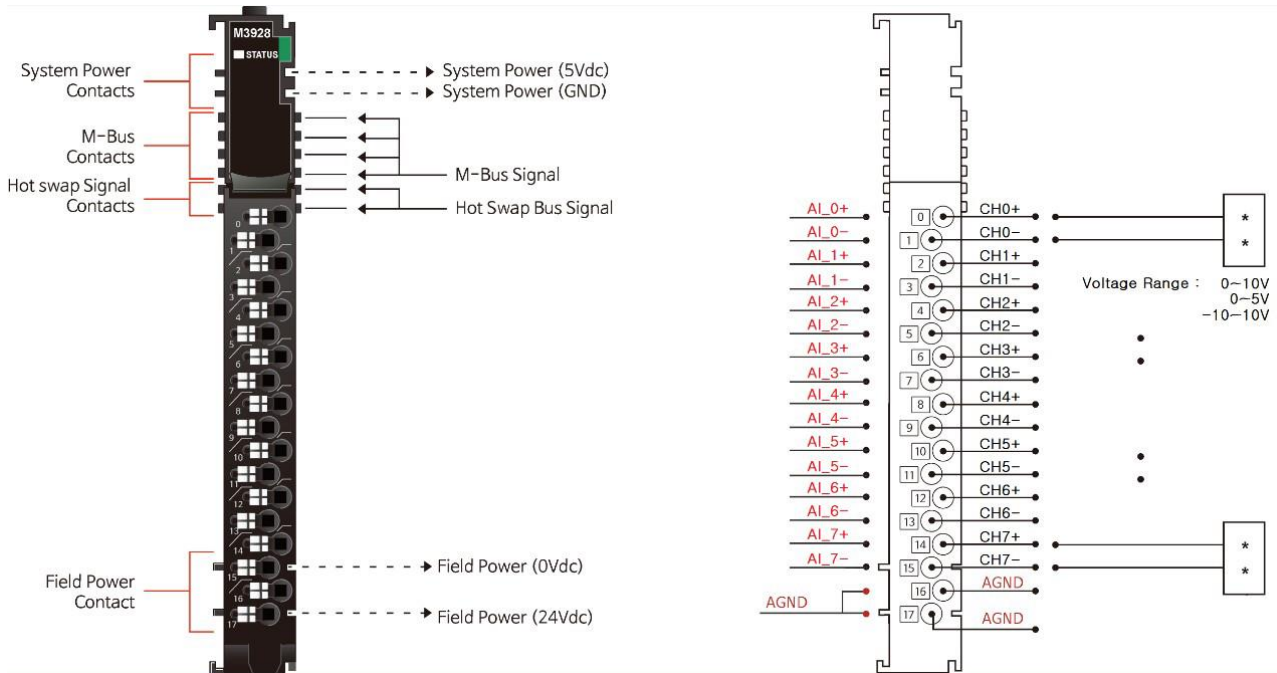 M3928
STATUS
System Power
Contacts
System Power (5Vdc)
System Power (GND)
M-Bus
Contacts
M-Bus Signal
Hot swap Signal
Contacts
Hot Swap Bus Signal
0
1
2
3
4
5
6
7
8
9
10
11
12
13
14
15
16
17
Field Power
Contact
Field Power (0Vdc)
Field Power (24Vdc)
AI_0+ 0 CH0+ *
AI_0- 1 CH0- *
AI_1+ 2 CH1+
AI_1- 3 CH1-
AI_2+ 4 CH2+
AI_2- 5 CH2-
AI_3+ 6 CH3+
AI_3- 7 CH3-
AI_4+ 8 CH4+
AI_4- 9 CH4-
AI_5+ 10 CH5+
AI_5- 11 CH5-
AI_6+ 12 CH6+
AI_6- 13 CH6-
AI_7+ 14 CH7+ *
AI_7- 15 CH7- *
16 AGND
AGND
17 AGND
Voltage Range : 0~10V
0~5V
-10~10V